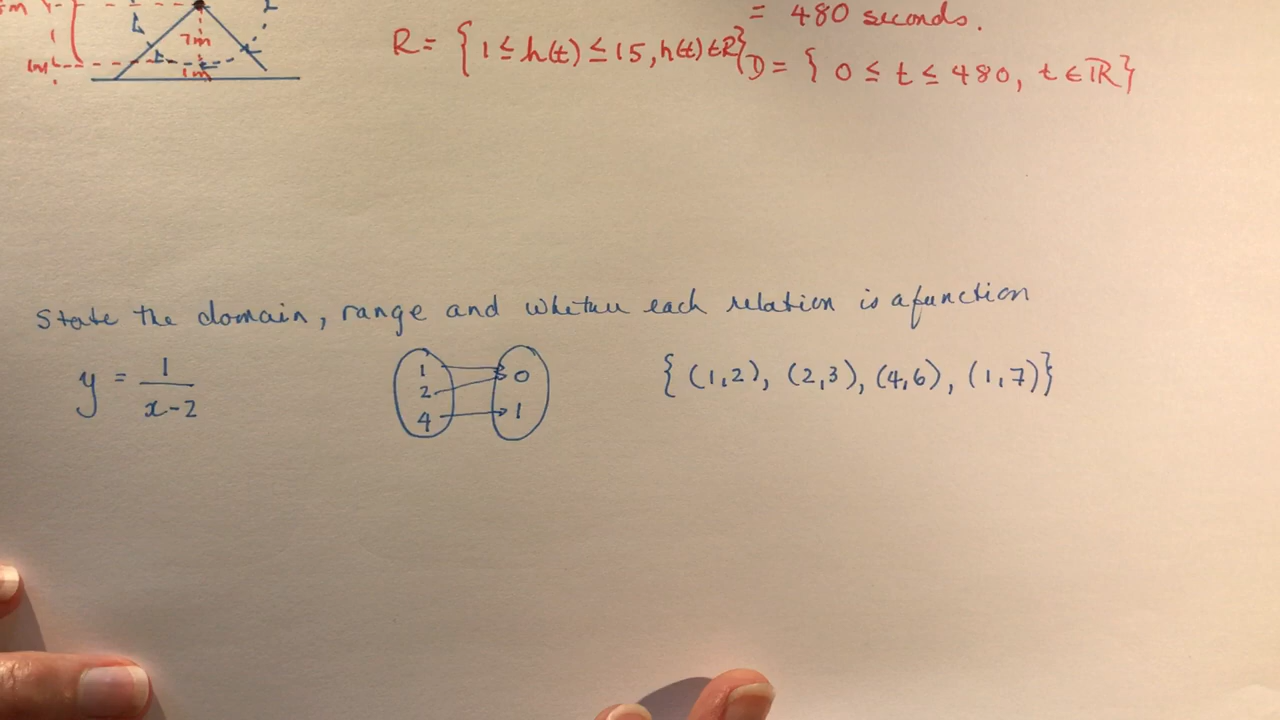 = 480 seconds.
7m
1m
R = {1 ≤ h(t) ≤ 15, h(t) ∈ R}
D = {0 ≤ t ≤ 480, t ∈ ℝ}
State the domain, range and whether each relation is a function
y = 1/(x-2)
1 0
2
4 1
{(1,2), (2,3), (4,6), (1,7)}